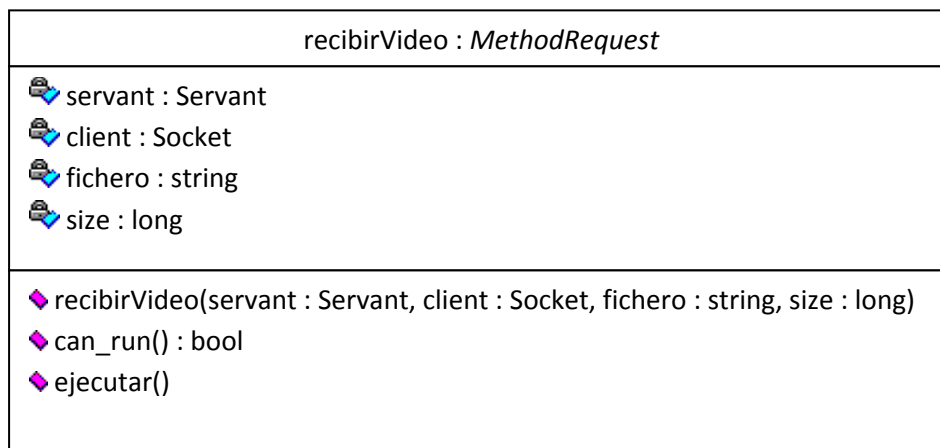 recibirVideo : MethodRequest
servant : Servant
client : Socket
fichero : string
size : long
recibirVideo(servant : Servant, client : Socket, fichero : string, size : long)
can_run() : bool
ejecutar()